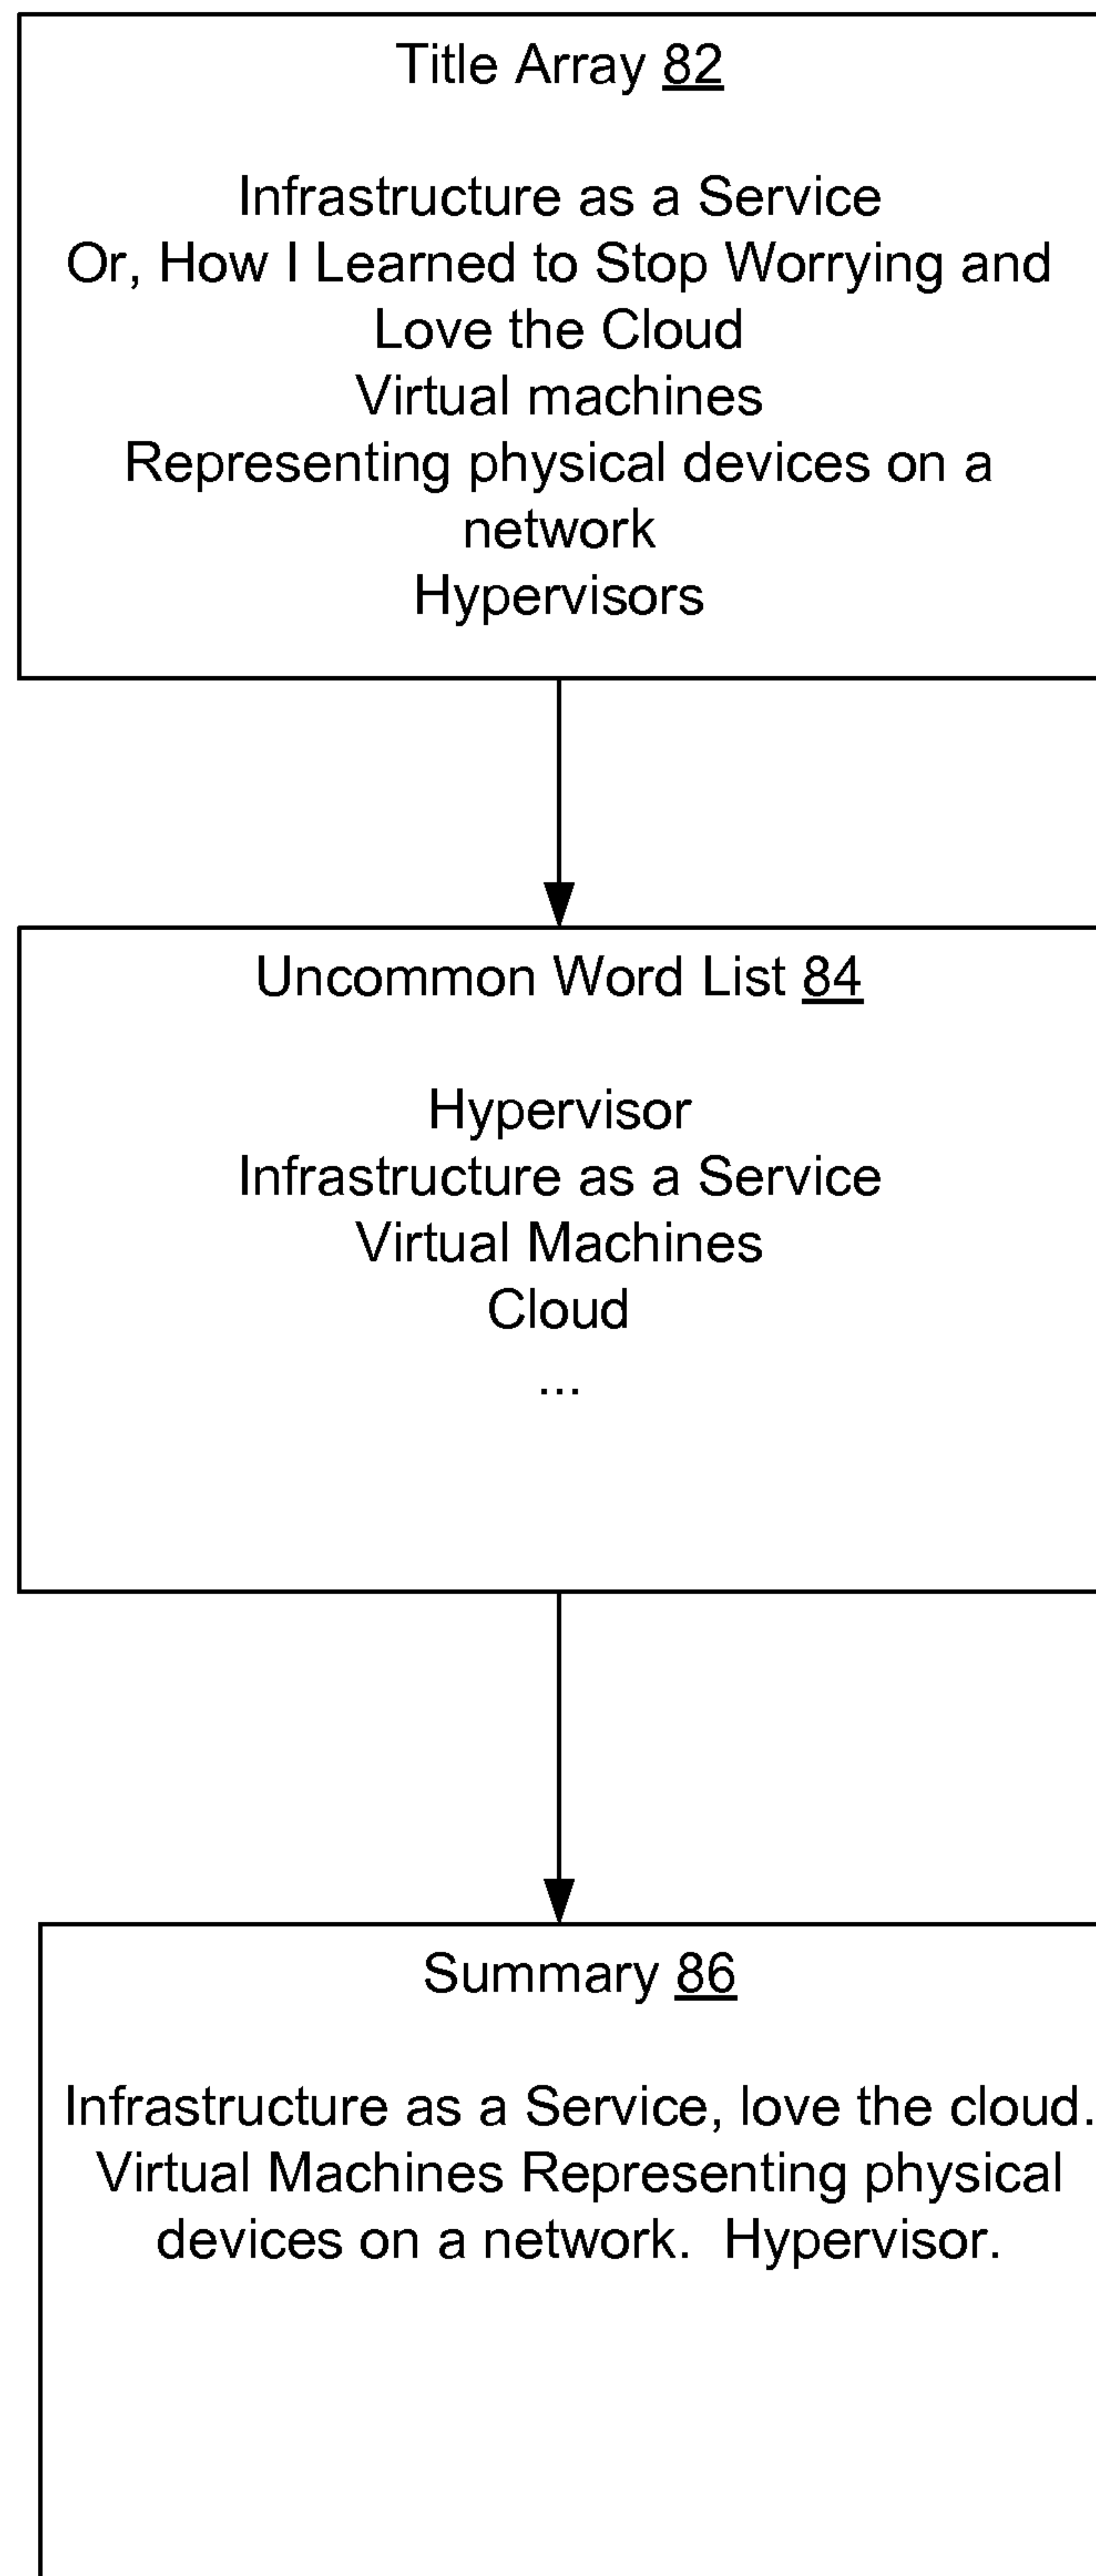 Title Array 82
Infrastructure as a Service
Or, How I Learned to Stop Worrying and
Love the Cloud
Virtual machines
Representing physical devices on a
network
Hypervisors
Uncommon Word List 84
Hypervisor
Infrastructure as a Service
Virtual Machines
Cloud
...
Summary 86
Infrastructure as a Service, love the cloud.
Virtual Machines Representing physical
devices on a network.  Hypervisor.